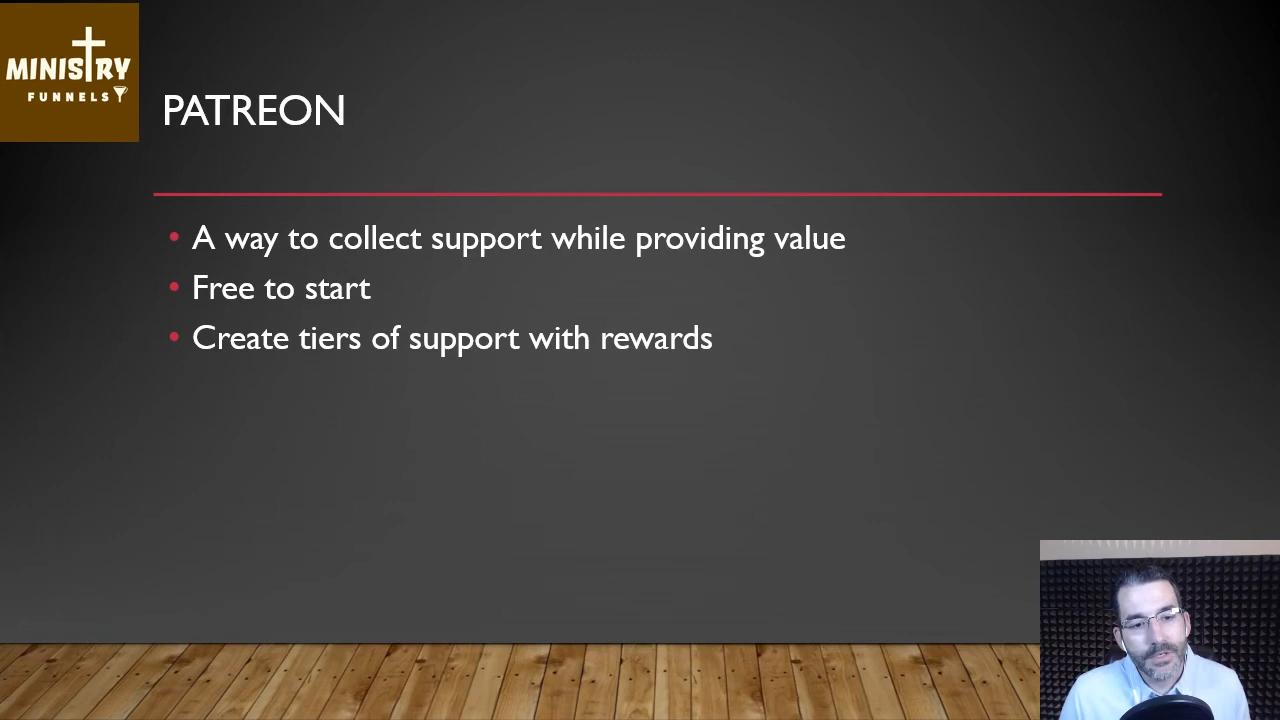 MINISTRY
FUNNELS
PATREON
• A way to collect support while providing value
• Free to start
• Create tiers of support with rewards